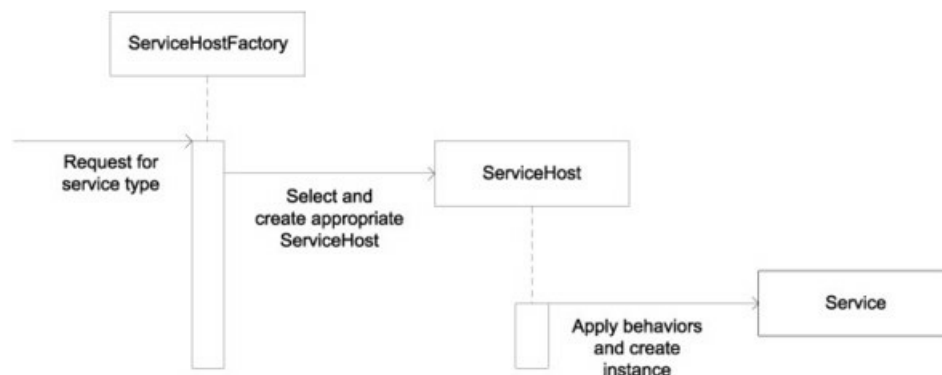 ServiceHostFactory
Request for
service type
Select and
create appropriate
ServiceHost
ServiceHost
Apply behaviors
and create
instance
Service